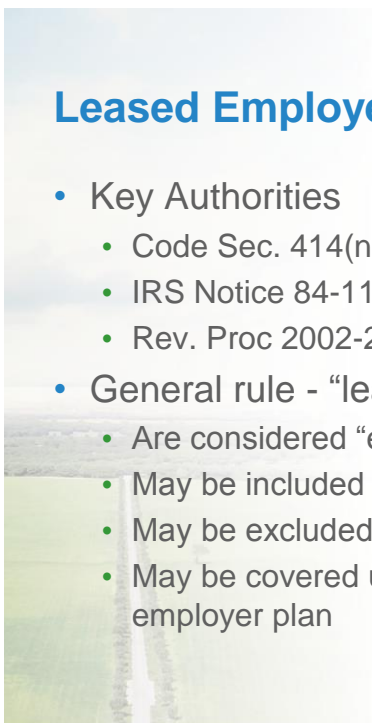 Leased Employe
• Key Authorities
• Code Sec. 414(n
• IRS Notice 84-11
• Rev. Proc 2002-2
• General rule - “lea
• Are considered “e
• May be included
• May be excluded
• May be covered u
employer plan